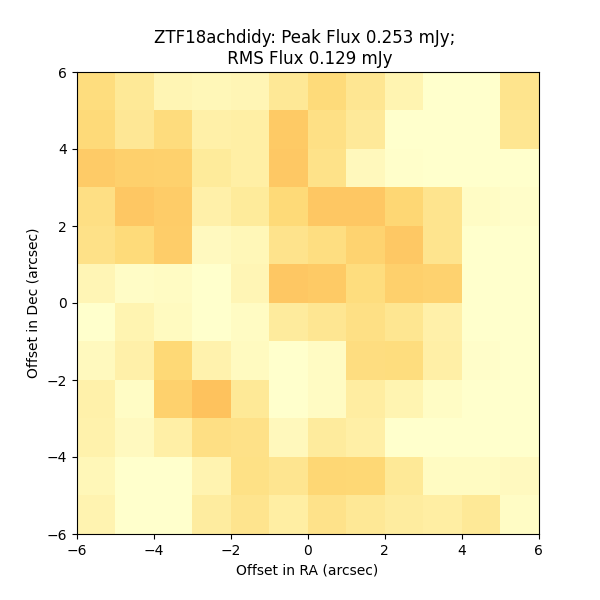 ZTF18achdidy: Peak Flux 0.253 mJy;
RMS Flux 0.129 mJy
6
4
2
0
−2
−4
−6
Offset in Dec (arcsec)
−6 −4 −2 0 2 4 6
Offset in RA (arcsec)